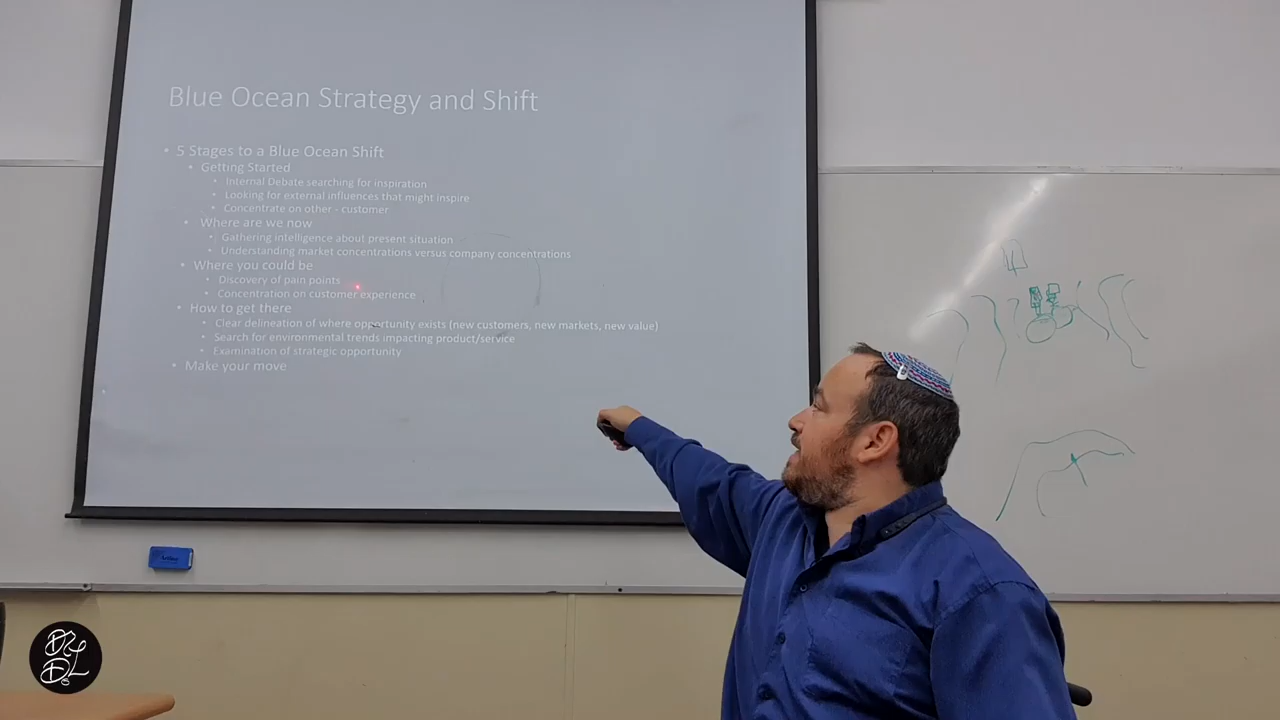 Blue Ocean Strategy and Shift
• 5 Stages to a Blue Ocean Shift
• Getting Started
• Internal Debate searching for inspiration
• Looking for external influences that might inspire
• Concentrate on other - customer
• Where are we now
• Gathering intelligence about present situation
• Understanding market concentrations versus company concentrations
• Where you could be
• Discovery of pain points
• Concentration on customer experience
• How to get there
• Clear delineation of where opportunity exists (new customers, new markets, new value)
• Search for environmental trends impacting product/service
• Examination of strategic opportunity
• Make your move